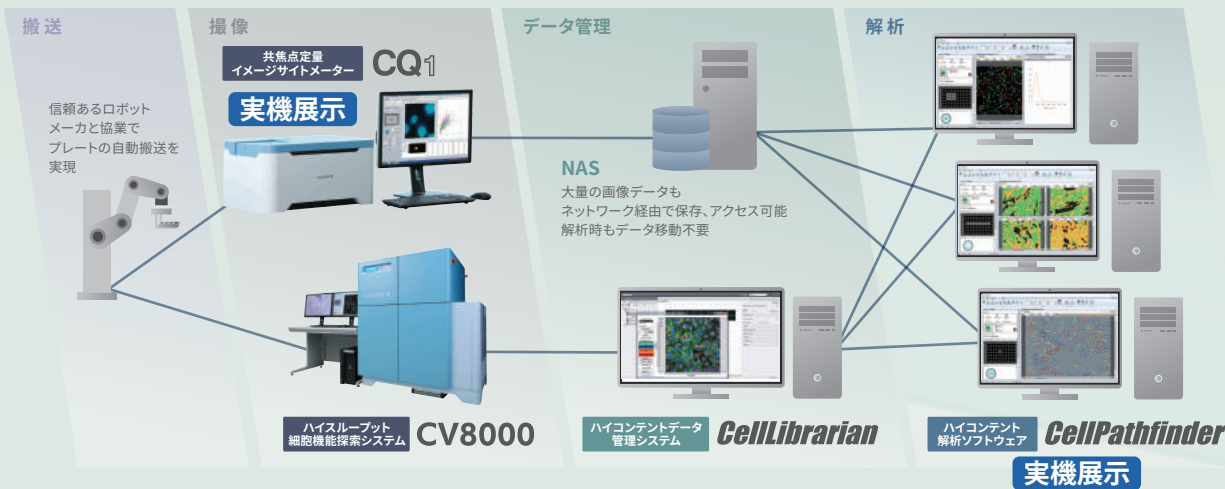 搬送
信頼あるロボット
メーカと協業で
プレートの自動搬送を
実現
撮像
共焦点定量
イメージサイトメーター
CQ1
実機展示
ハイスループット
細胞機能探索システム
CV8000
データ管理
NAS
大量の画像データも
ネットワーク経由で保存、アクセス可能
解析時もデータ移動不要
ハイコンテントデータ
管理システム
CellLibrarian
解析
ハイコンテント
解析ソフトウェア
CellPathfinder
実機展示